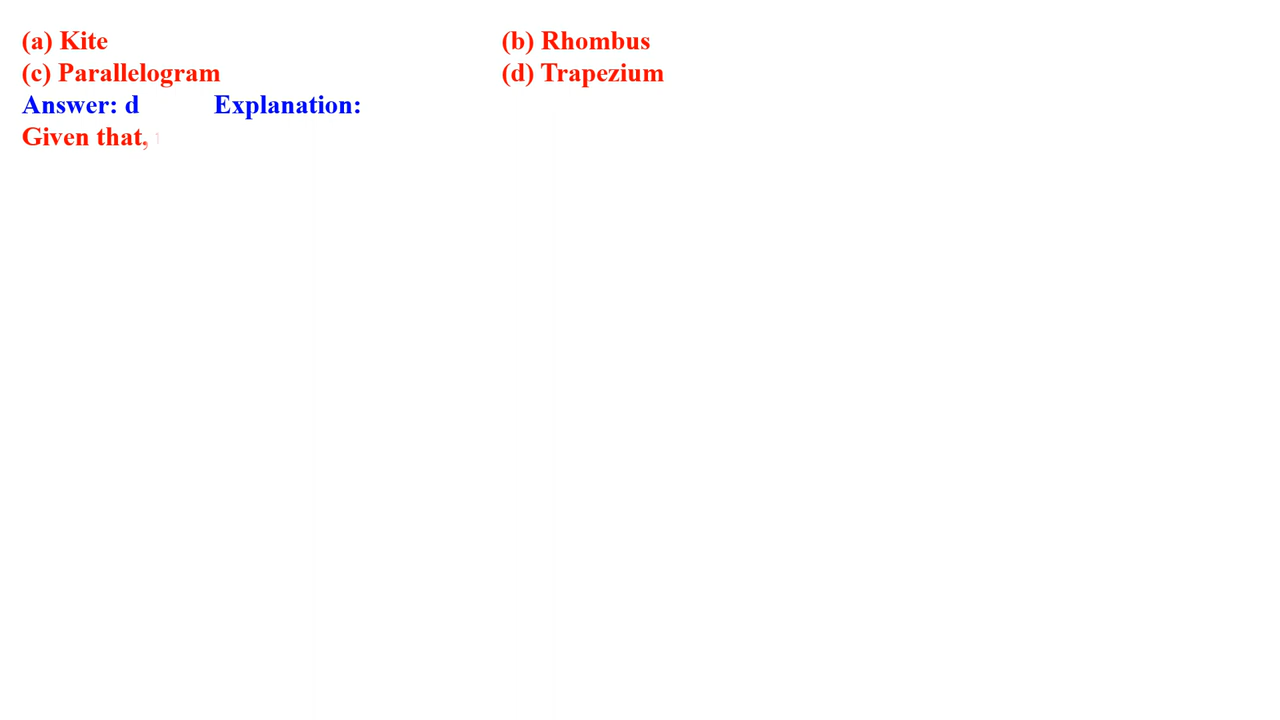 (a) Kite (b) Rhombus
(c) Parallelogram (d) Trapezium
Answer: d Explanation:
Given that,